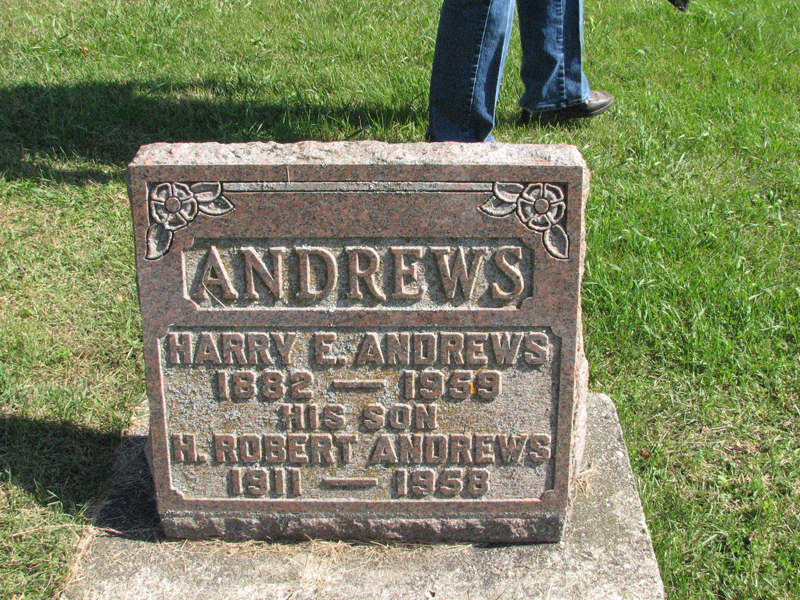 ANDREWS
HARRY E. ANDREWS
1882 — 1959
HIS SON
H. ROBERT ANDREWS
1911 — 1958